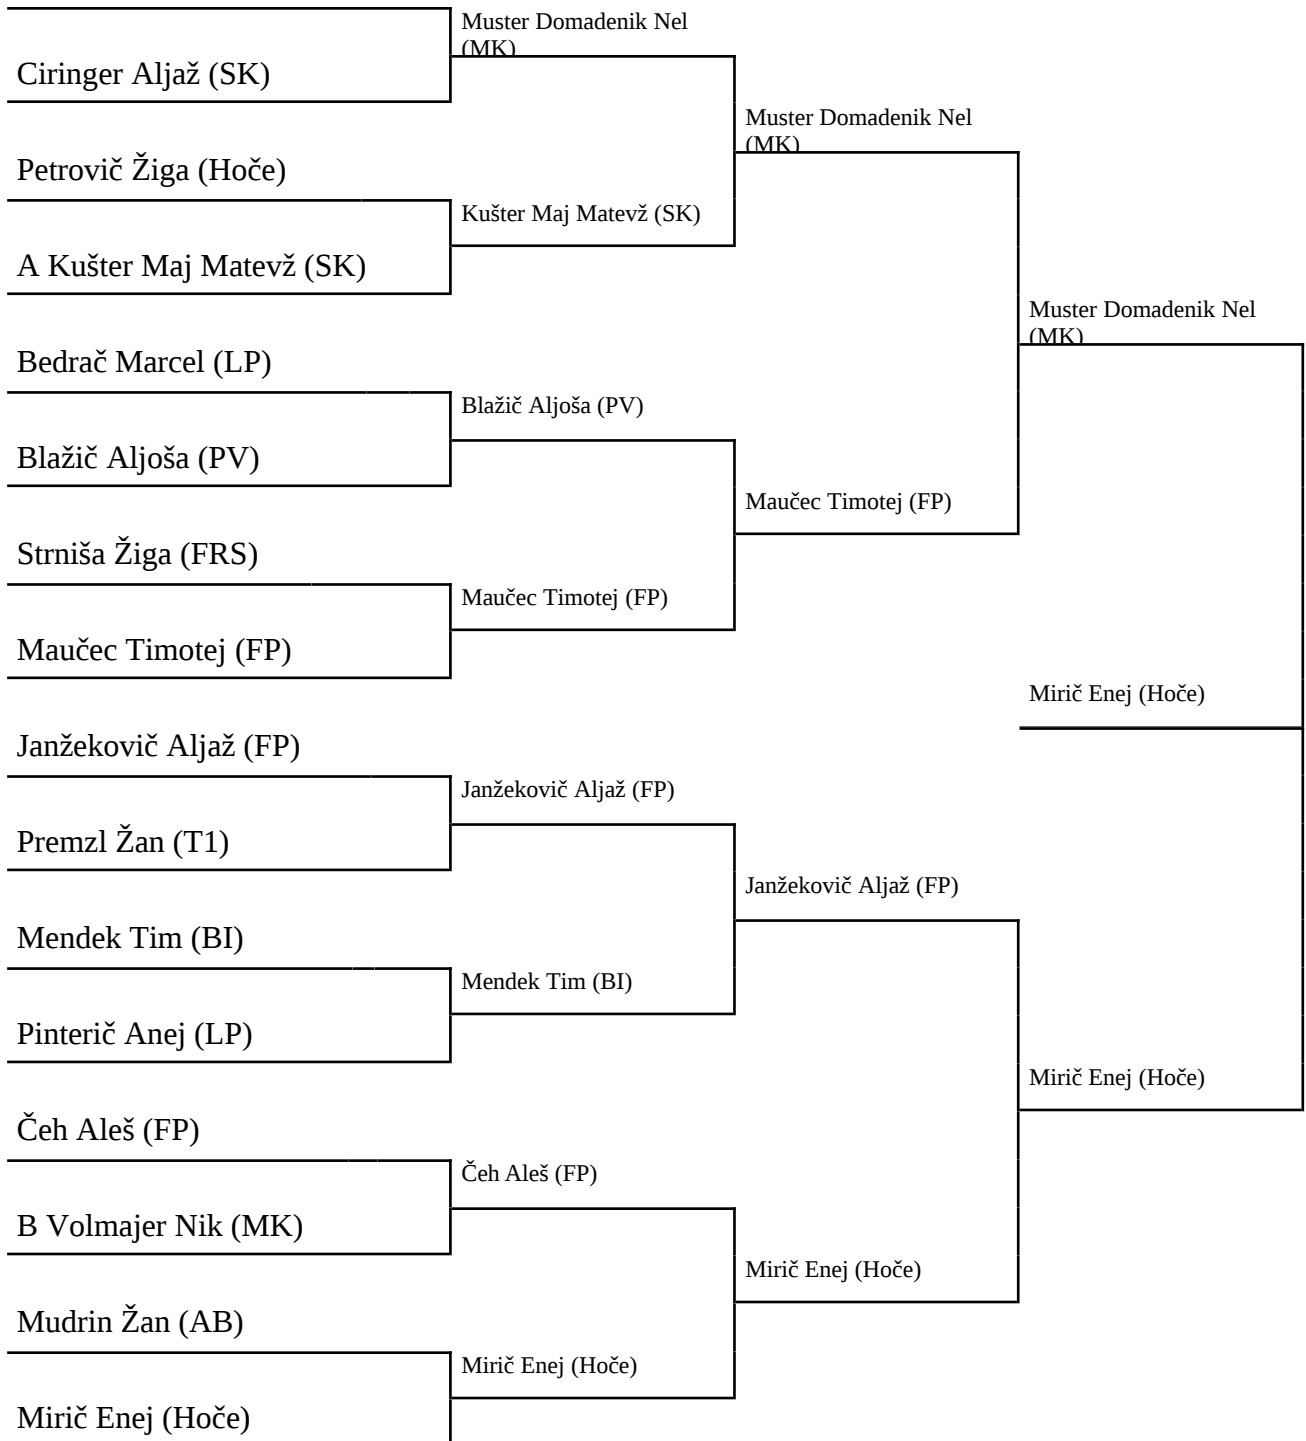 Muster Domadenik Nel
(MK)
Ciringer Aljaž (SK)
Muster Domadenik Nel
(MK)
Petrovič Žiga (Hoče)
Kušter Maj Matevž (SK)
A Kušter Maj Matevž (SK)
Muster Domadenik Nel
(MK)
Bedrač Marcel (LP)
Blažič Aljoša (PV)
Blažič Aljoša (PV)
Maučec Timotej (FP)
Strniša Žiga (FRS)
Maučec Timotej (FP)
Maučec Timotej (FP)
Mirič Enej (Hoče)
Janžekovič Aljaž (FP)
Janžekovič Aljaž (FP)
Premzl Žan (T1)
Janžekovič Aljaž (FP)
Mendek Tim (BI)
Mendek Tim (BI)
Pinterič Anej (LP)
Mirič Enej (Hoče)
Čeh Aleš (FP)
Čeh Aleš (FP)
B Volmajer Nik (MK)
Mirič Enej (Hoče)
Mudrin Žan (AB)
Mirič Enej (Hoče)
Mirič Enej (Hoče)